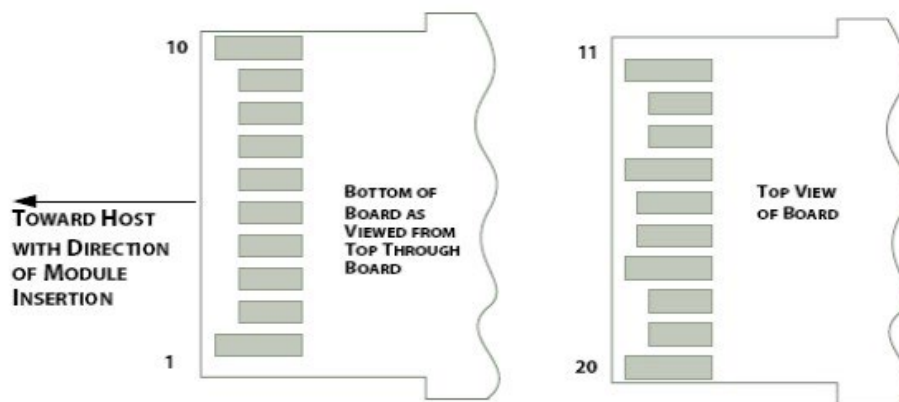 10
1
TOWARD HOST
WITH DIRECTION
OF MODULE
INSERTION
BOTTOM OF
BOARD AS
VIEWED FROM
TOP THROUGH
BOARD
11
20
TOP VIEW
OF BOARD